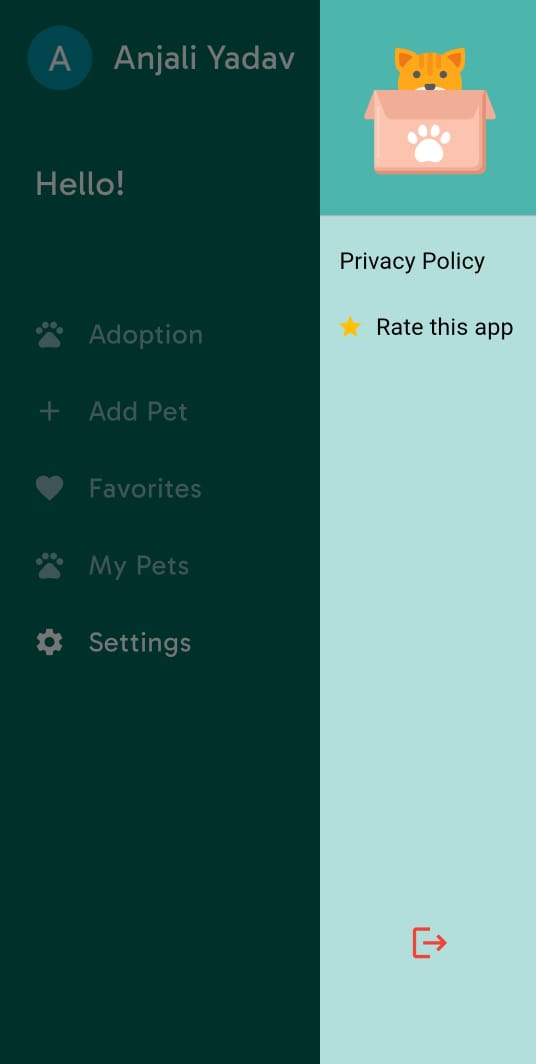 A
Anjali Yadav
Hello!
Adoption
Add Pet
Favorites
My Pets
Settings
Privacy Policy
Rate this app